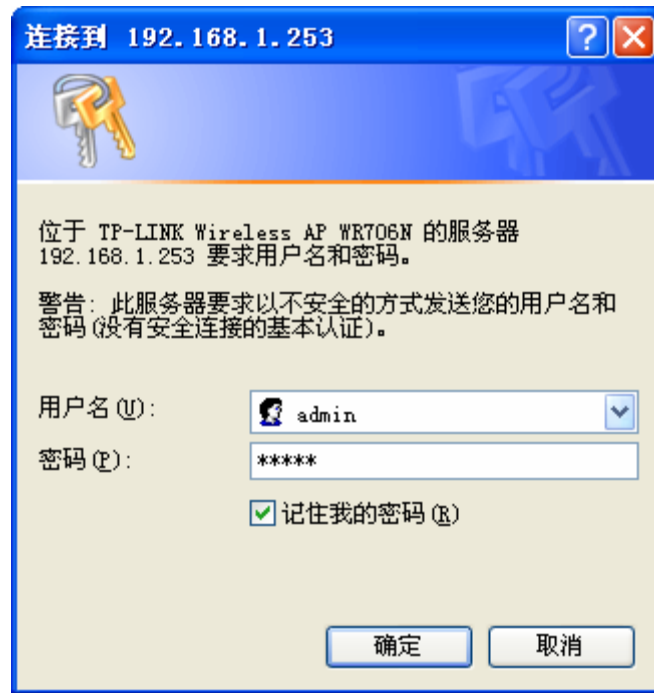 连接到 192.168.1.253
位于 TP-LINK Wireless AP WR706N 的服务器
192.168.1.253 要求用户名和密码。
警告: 此服务器要求以不安全的方式发送您的用户名和
密码(没有安全连接的基本认证)。
用户名(U):
admin
密码(P):
*****
记住我的密码(R)
确定
取消